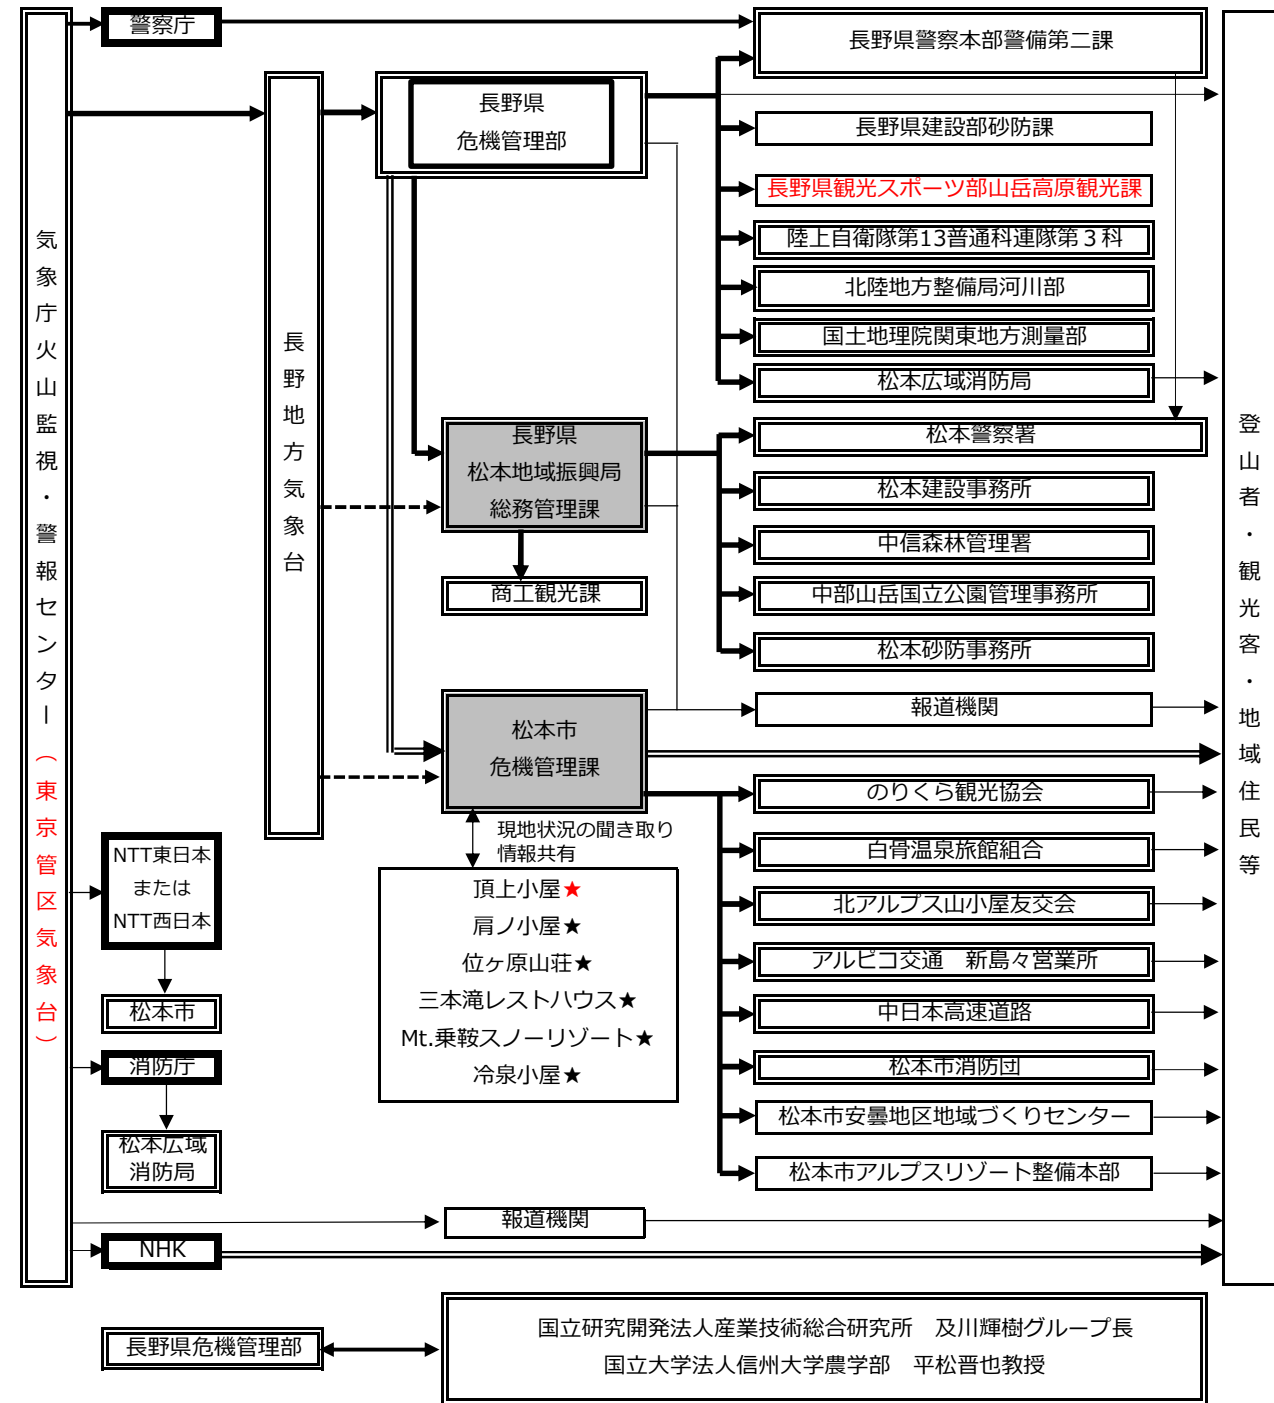 気象庁火山監視・警報センター（東京管区気象台）
警察庁
長野地方気象台
長野県
危機管理部
長野県警察本部警備第二課
長野県建設部砂防課
長野県観光スポーツ部山岳高原観光課
陸上自衛隊第13普通科連隊第３科
北陸地方整備局河川部
国土地理院関東地方測量部
松本広域消防局
長野県
松本地域振興局
総務管理課
商工観光課
松本警察署
松本建設事務所
中信森林管理署
中部山岳国立公園管理事務所
松本砂防事務所
報道機関
松本市
危機管理課
現地状況の聞き取り
情報共有
頂上小屋★
肩ノ小屋★
位ヶ原山荘★
三本滝レストハウス★
Mt.乗鞍スノーリゾート★
冷泉小屋★
のりくら観光協会
白骨温泉旅館組合
北アルプス山小屋友交会
アルピコ交通　新島々営業所
中日本高速道路
松本市消防団
松本市安曇地区地域づくりセンター
松本市アルプスリゾート整備本部
NTT東日本
または
NTT西日本
松本市
消防庁
松本広域
消防局
報道機関
NHK
登山者・観光客・地域住民等
長野県危機管理部
国立研究開発法人産業技術総合研究所　及川輝樹グループ長
国立大学法人信州大学農学部　平松晋也教授